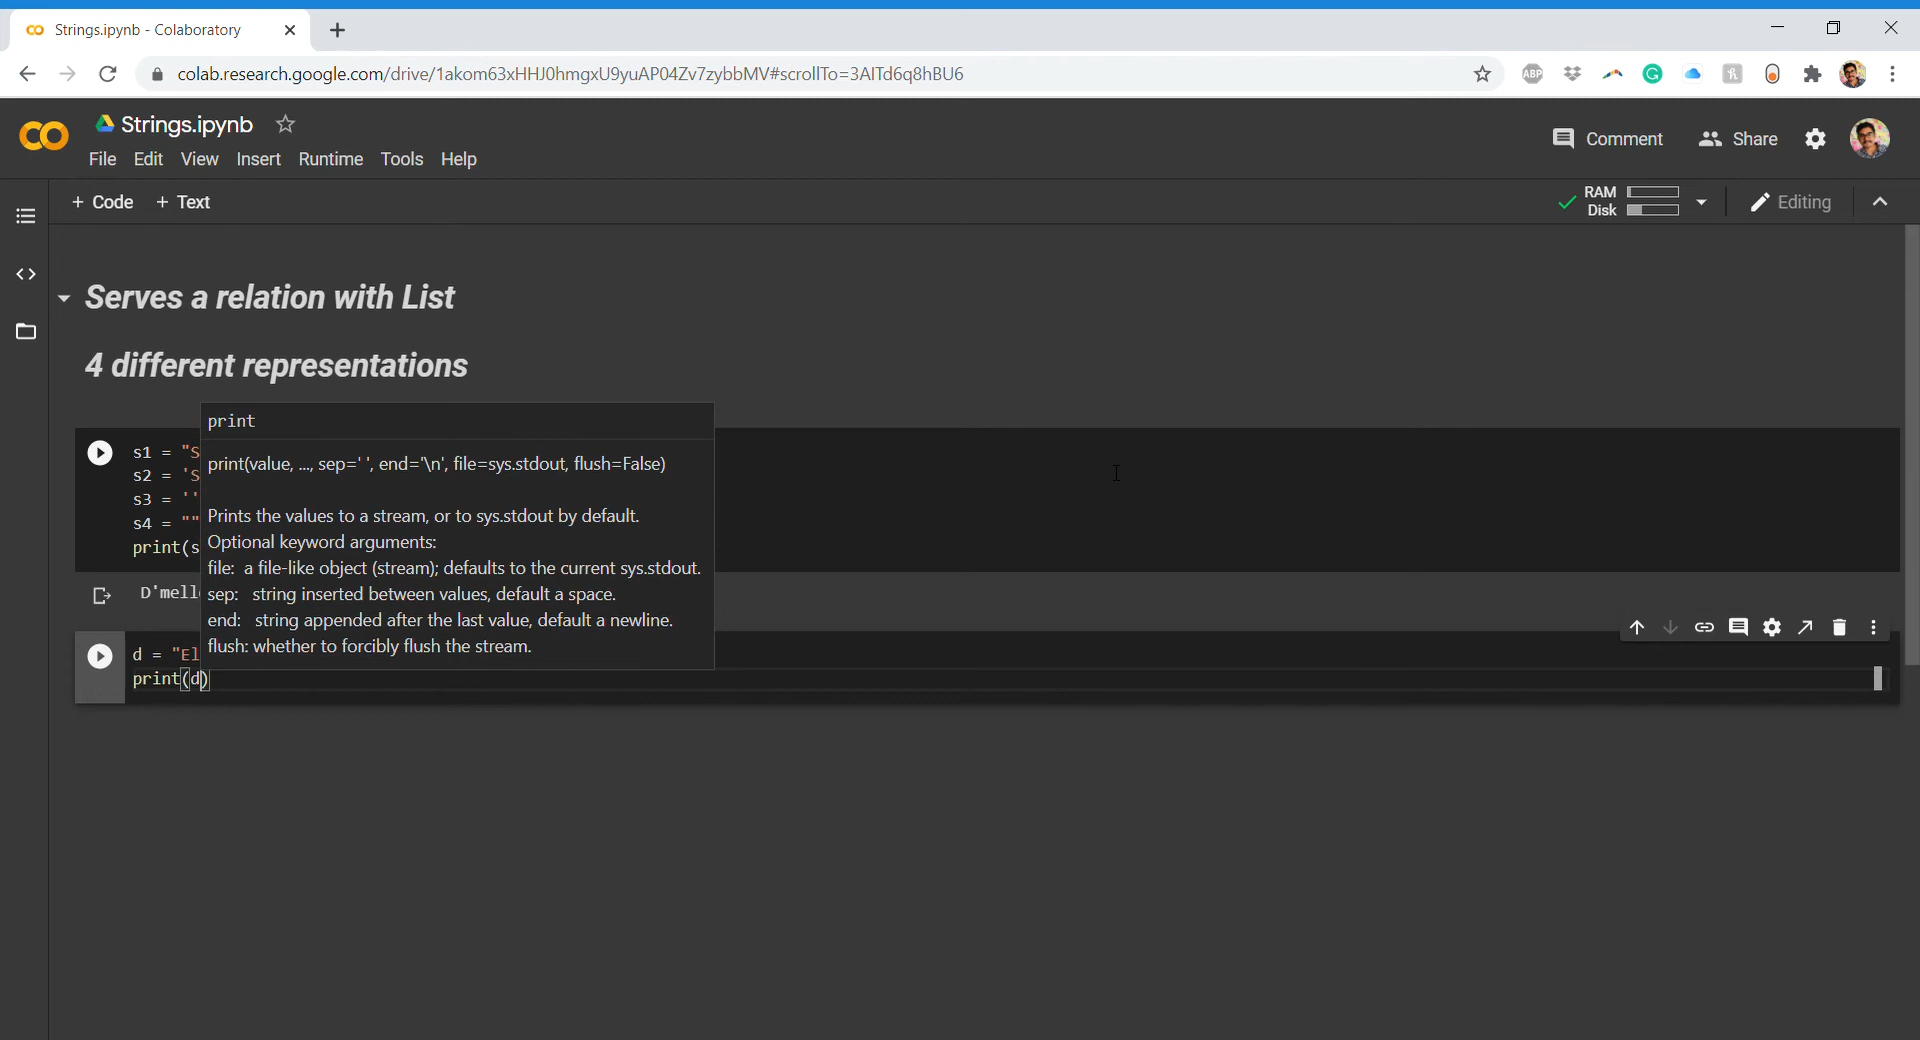 Strings.ipynb - Colaboratory
colab.research.google.com/drive/1akom63xHHJ0hmgxU9yuAP04Zv7zybbMV#scrollTo=3AITd6q8hBU6
ABP
Strings.ipynb
File Edit View Insert Runtime Tools Help
Comment Share
+ Code + Text
RAM
Disk
Editing
Serves a relation with List
4 different representations
print
print(value, ..., sep=' ', end='\n', file=sys.stdout, flush=False)
Prints the values to a stream, or to sys.stdout by default.
Optional keyword arguments:
file: a file-like object (stream); defaults to the current sys.stdout.
sep: string inserted between values, default a space.
end: string appended after the last value, default a newline.
flush: whether to forcibly flush the stream.
s1 = "S
s2 = 'S
s3 = ''
s4 = ""
print(s
D'mell
d = "El
print(d)